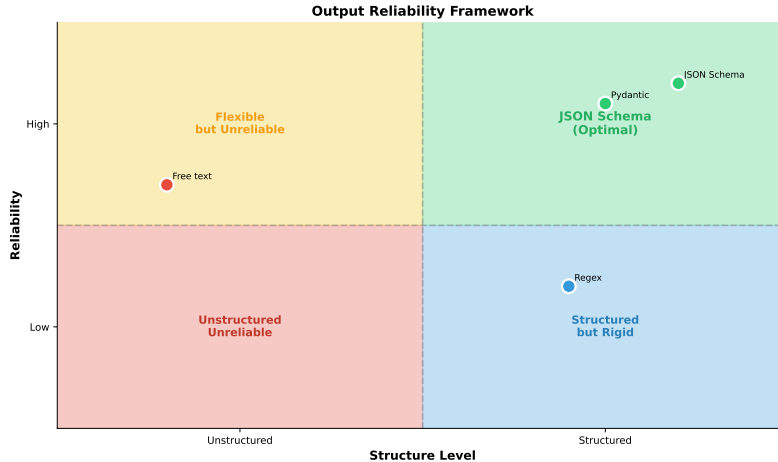 Output Reliability Framework
JSON Schema
Pydantic
Flexible
but Unreliable
JSON Schema
(Optimal)
High
Free text
Reliability
Regex
Unstructured
Unreliable
Structured
but Rigid
Low
Unstructured
Structured
Structure Level